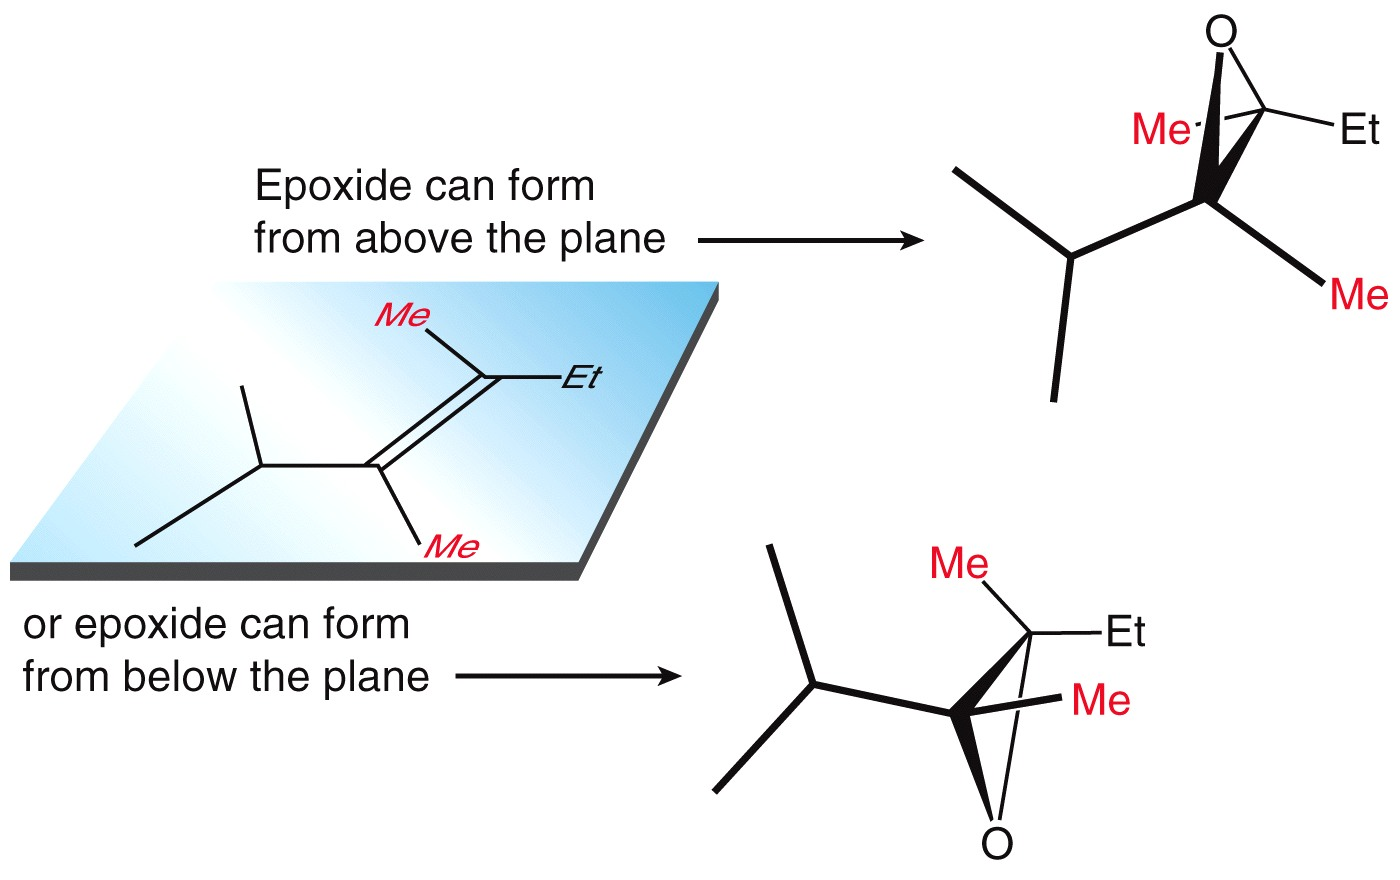 O
Me
Et
Me
Epoxide can form
from above the plane
Me
Et
Me
or epoxide can form
from below the plane
Me
Et
Me
O